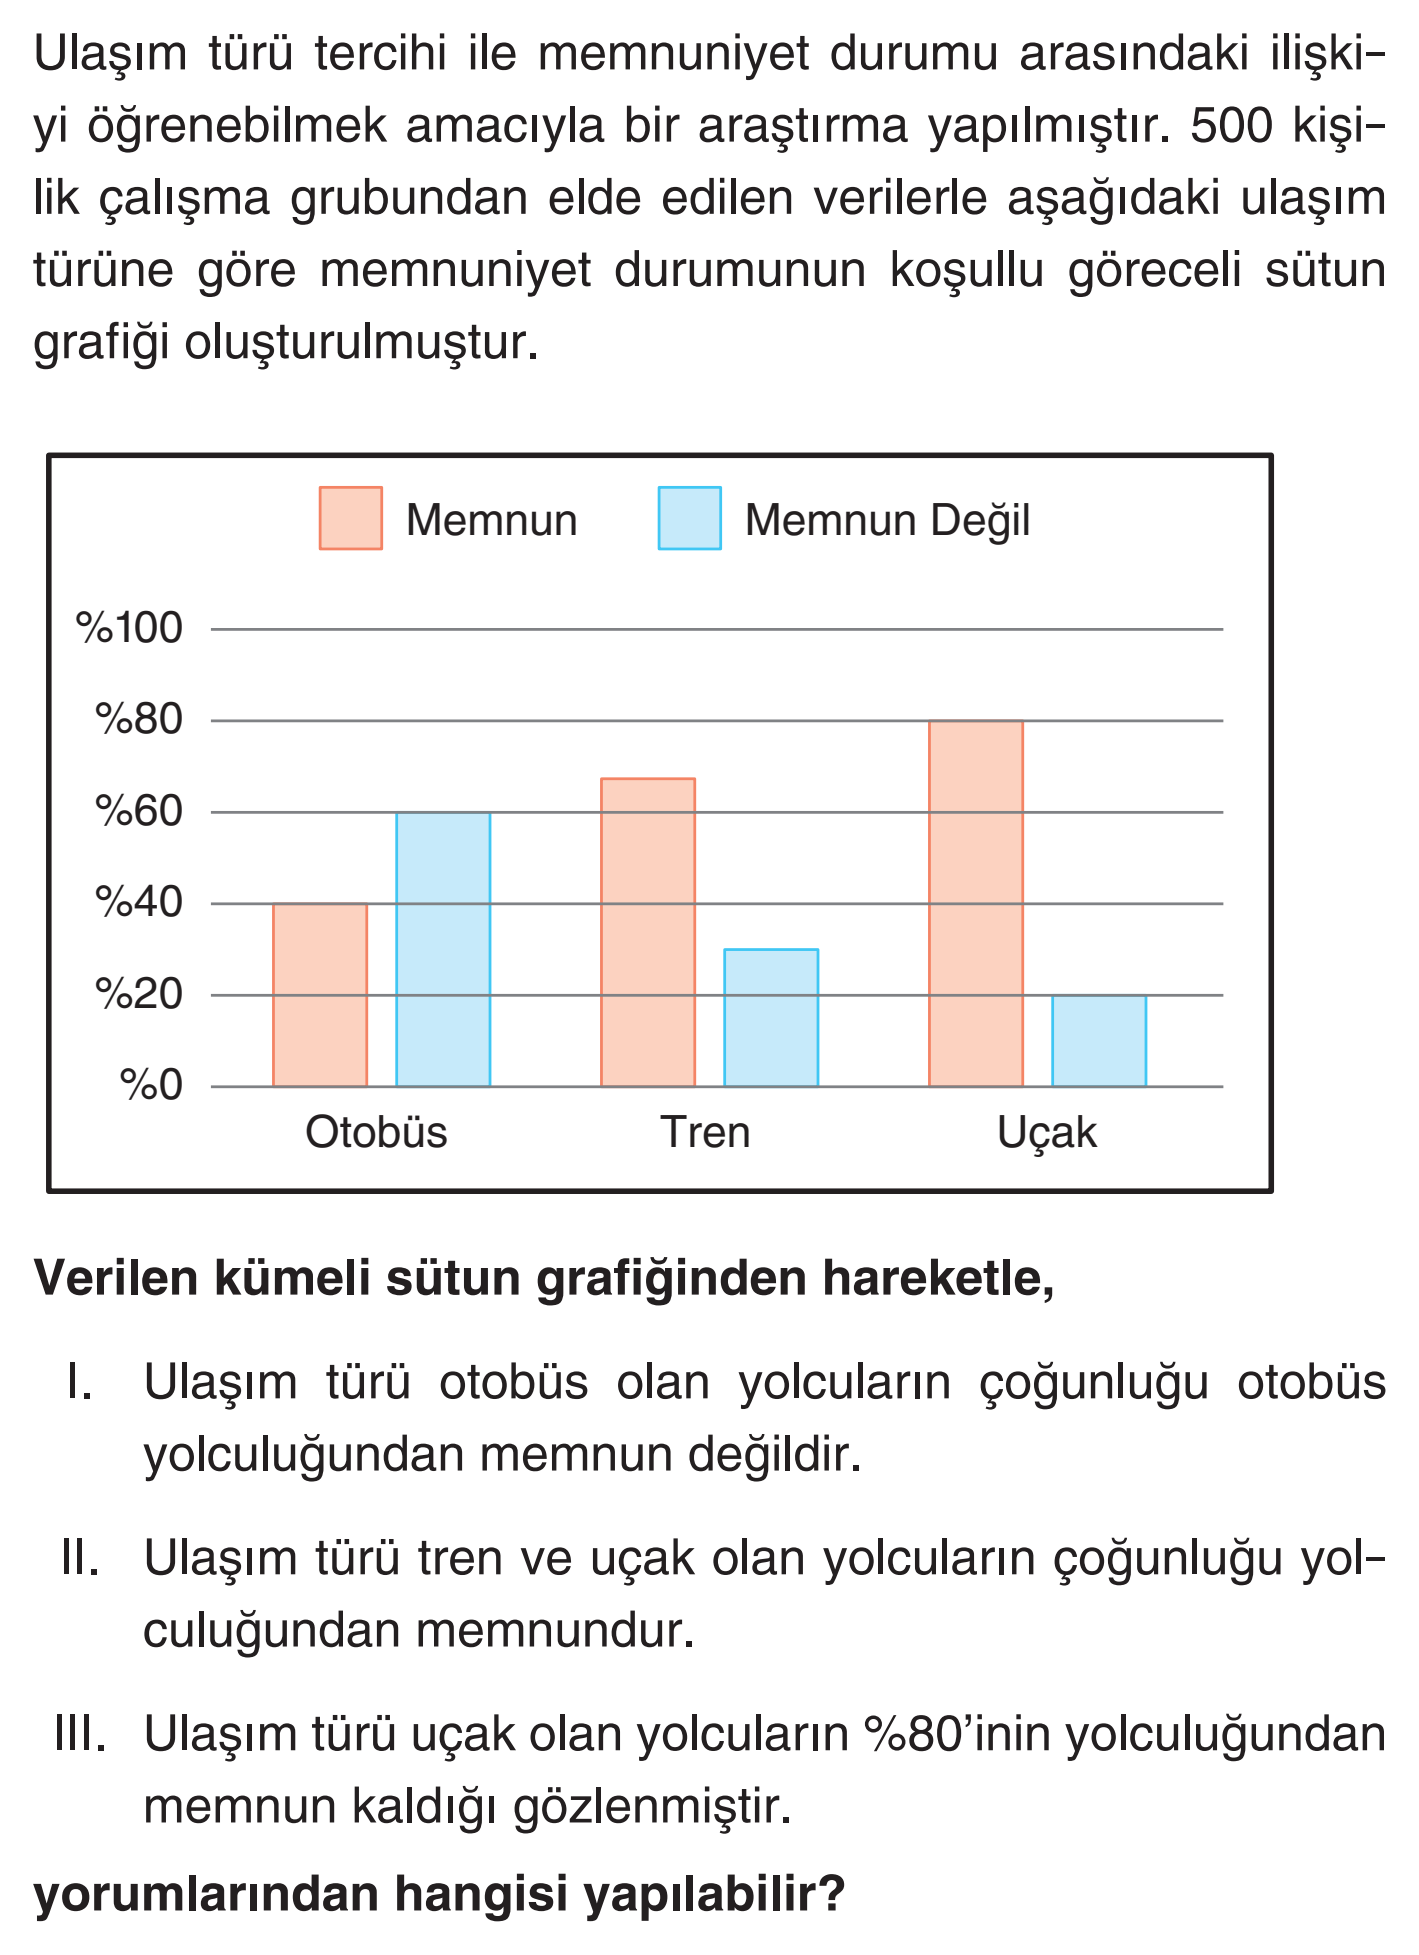 Ulaşım türü tercihi ile memnuniyet durumu arasındaki ilişki-
yi öğrenebilmek amacıyla bir araştırma yapılmıştır. 500 kişi-
lik çalışma grubundan elde edilen verilerle aşağıdaki ulaşım
türüne göre memnuniyet durumunun koşullu göreceli sütun
grafiği oluşturulmuştur.
Memnun Memnun Değil
%100
%80
%60
%40
%20
%0
Otobüs Tren Uçak
Verilen kümeli sütun grafiğinden hareketle,
I. Ulaşım türü otobüs olan yolcuların çoğunluğu otobüs
yolculuğundan memnun değildir.
II. Ulaşım türü tren ve uçak olan yolcuların çoğunluğu yol-
culuğundan memnundur.
III. Ulaşım türü uçak olan yolcuların %80’inin yolculuğundan
memnun kaldığı gözlenmiştir.
yorumlarından hangisi yapılabilir?